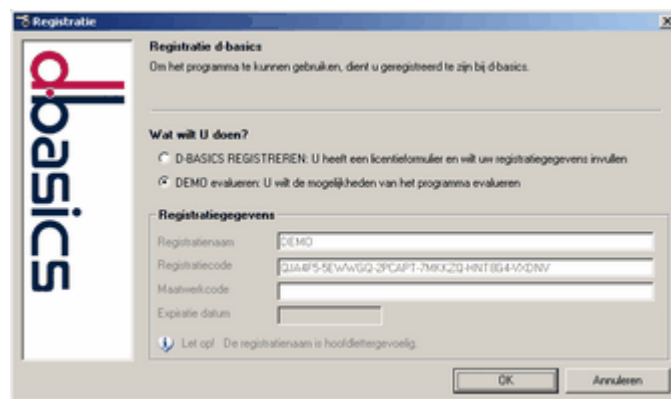 Registratie
d·basics
Registratie d-basics
Om het programma te kunnen gebruiken, dient u geregistreerd te zijn bij d-basics.
Wat wilt U doen?
D-BASICS REGISTREREN: U heeft een licentieformulier en wilt uw registratiegegevens invullen
DEMO evalueren: U wilt de mogelijkheden van het programma evalueren
Registratiegegevens
Registratienaam
DEMO
Registratiecode
Maatwerkcode
Expiratie datum
Let op! De registratienaam is hoofdlettergevoelig.
OK
Annuleren